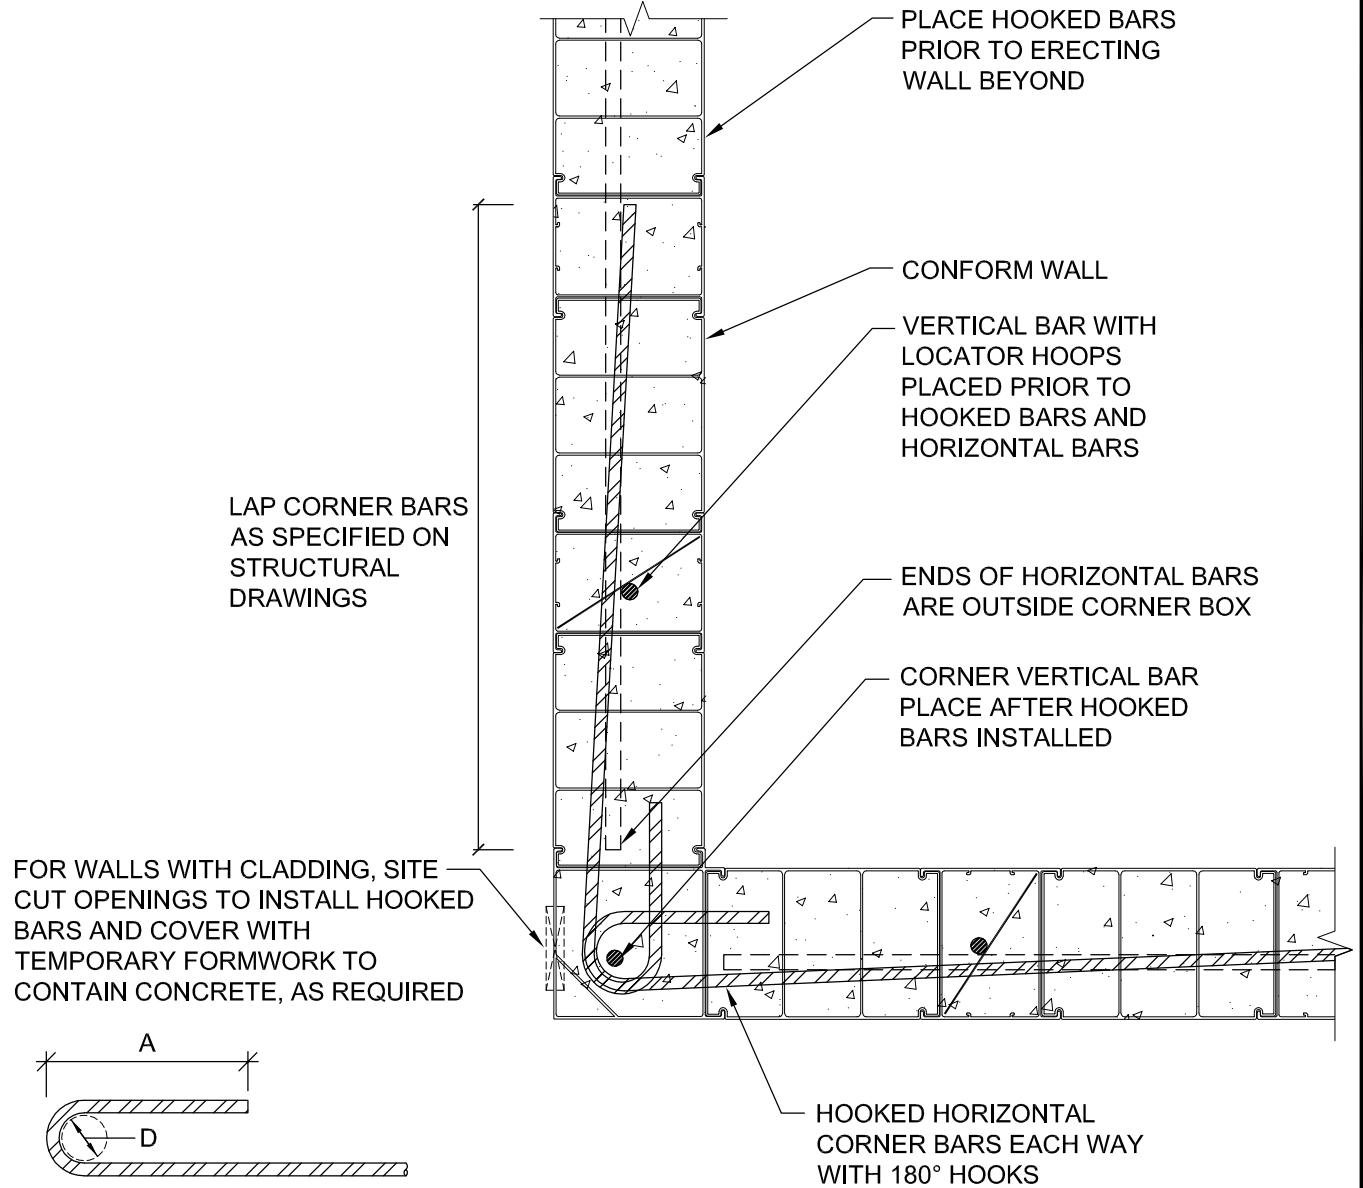 PLACE HOOKED BARS
PRIOR TO ERECTING
WALL BEYOND
CONFORM WALL
VERTICAL BAR WITH
LOCATOR HOOPS
PLACED PRIOR TO
HOOKED BARS AND
HORIZONTAL BARS
LAP CORNER BARS
AS SPECIFIED ON
STRUCTURAL
DRAWINGS
ENDS OF HORIZONTAL BARS
ARE OUTSIDE CORNER BOX
CORNER VERTICAL BAR
PLACE AFTER HOOKED
BARS INSTALLED
FOR WALLS WITH CLADDING, SITE
CUT OPENINGS TO INSTALL HOOKED
BARS AND COVER WITH
TEMPORARY FORMWORK TO
CONTAIN CONCRETE, AS REQUIRED
A
D
HOOKED HORIZONTAL
CORNER BARS EACH WAY
WITH 180° HOOKS